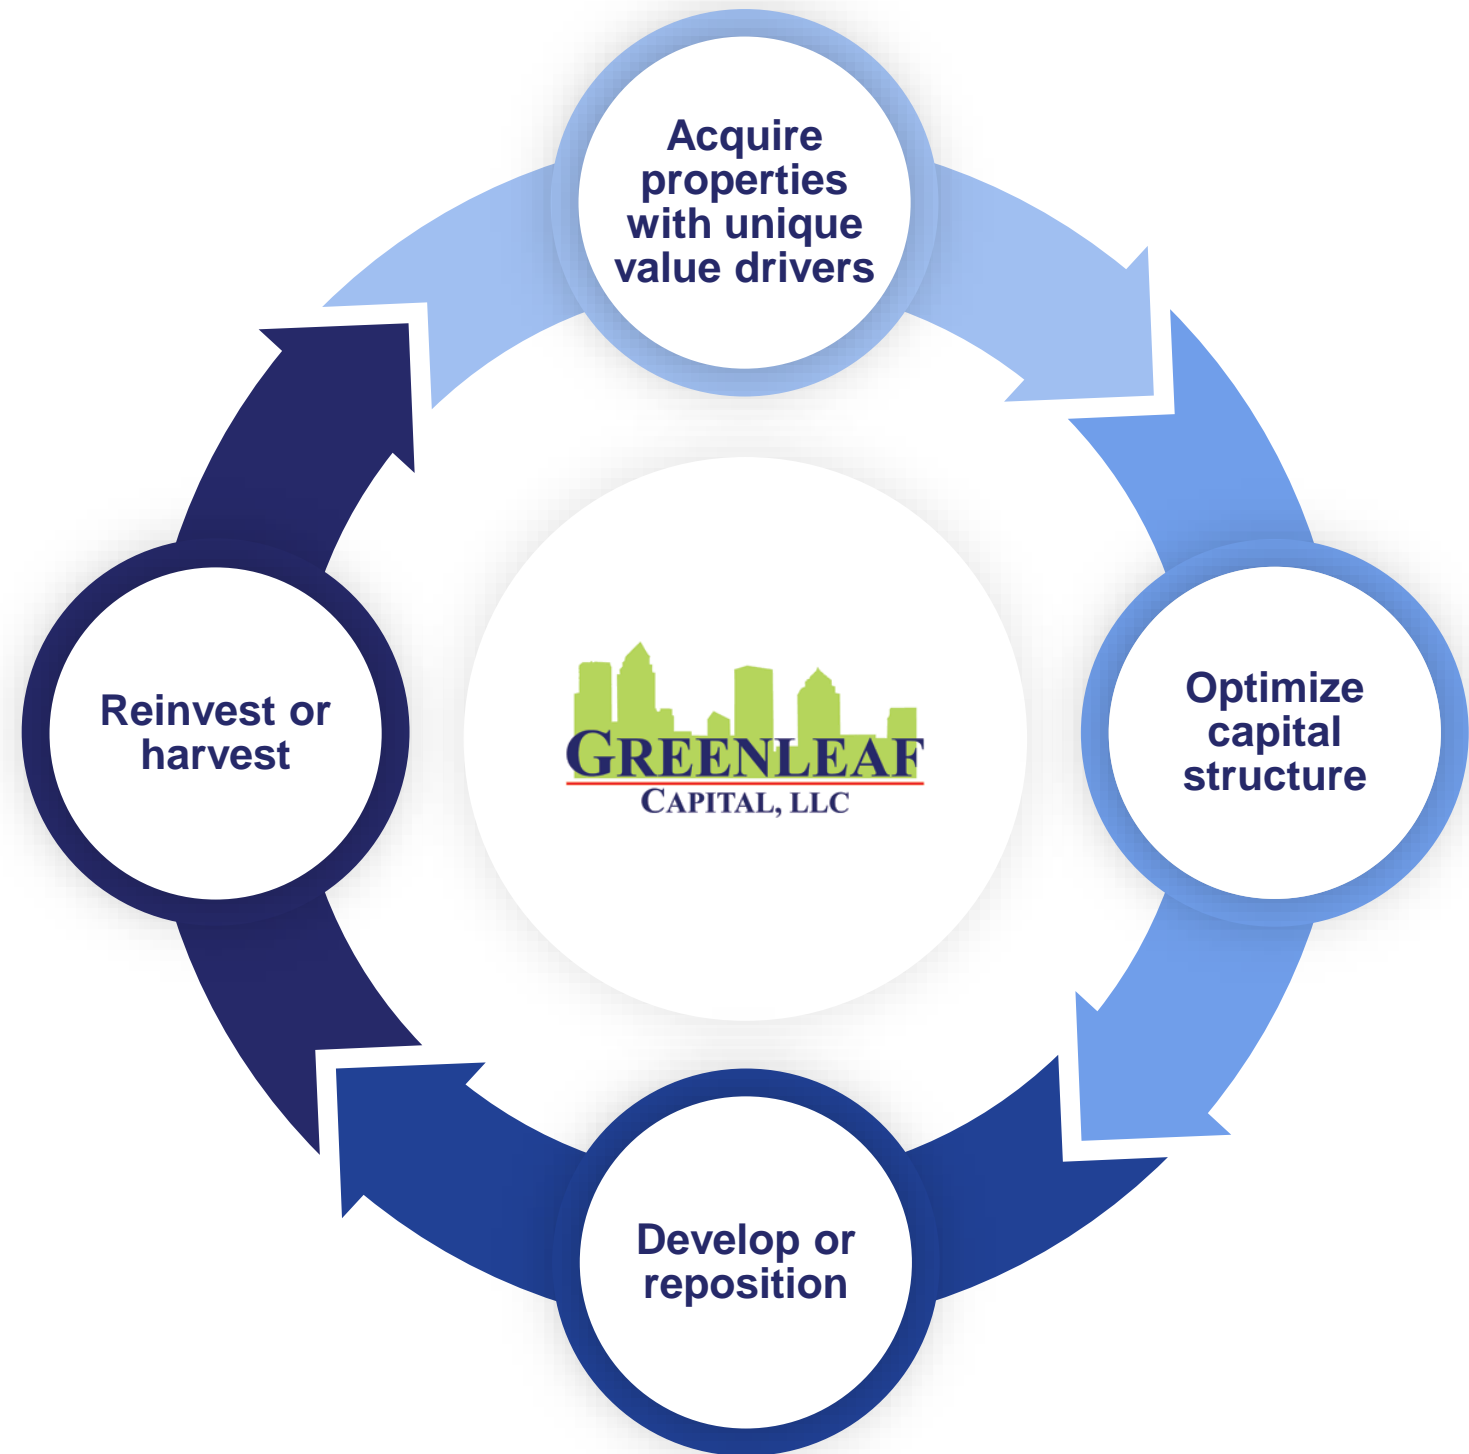 Acquire
properties
with unique
value drivers
Optimize
capital
structure
Develop or
reposition
Reinvest or
harvest
GREENLEAF
CAPITAL, LLC